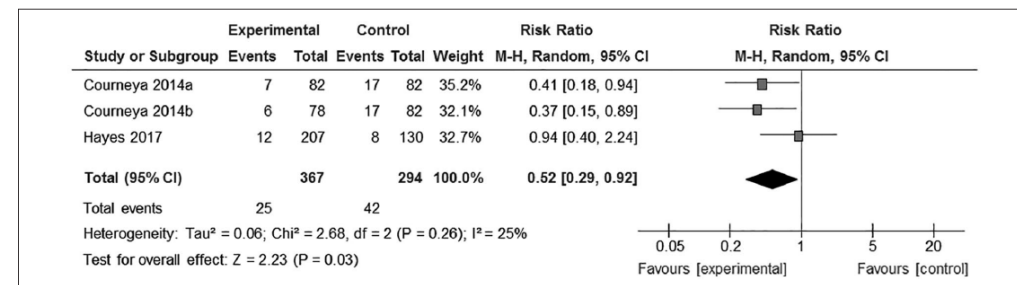 Experimental Control Risk Ratio Risk Ratio
Study or Subgroup Events Total Events Total Weight M-H, Random, 95% CI M-H, Random, 95% CI
Courneya 2014a 7 82 17 82 35.2% 0.41 [0.18, 0.94]
Courneya 2014b 6 78 17 82 32.1% 0.37 [0.15, 0.89]
Hayes 2017 12 207 8 130 32.7% 0.94 [0.40, 2.24]
Total (95% CI) 367 294 100.0% 0.52 [0.29, 0.92]
Total events 25 42
Heterogeneity: Tau² = 0.06; Chi² = 2.68, df = 2 (P = 0.26); I² = 25%
Test for overall effect: Z = 2.23 (P = 0.03)
0.05 0.2 1 5 20
Favours [experimental] Favours [control]